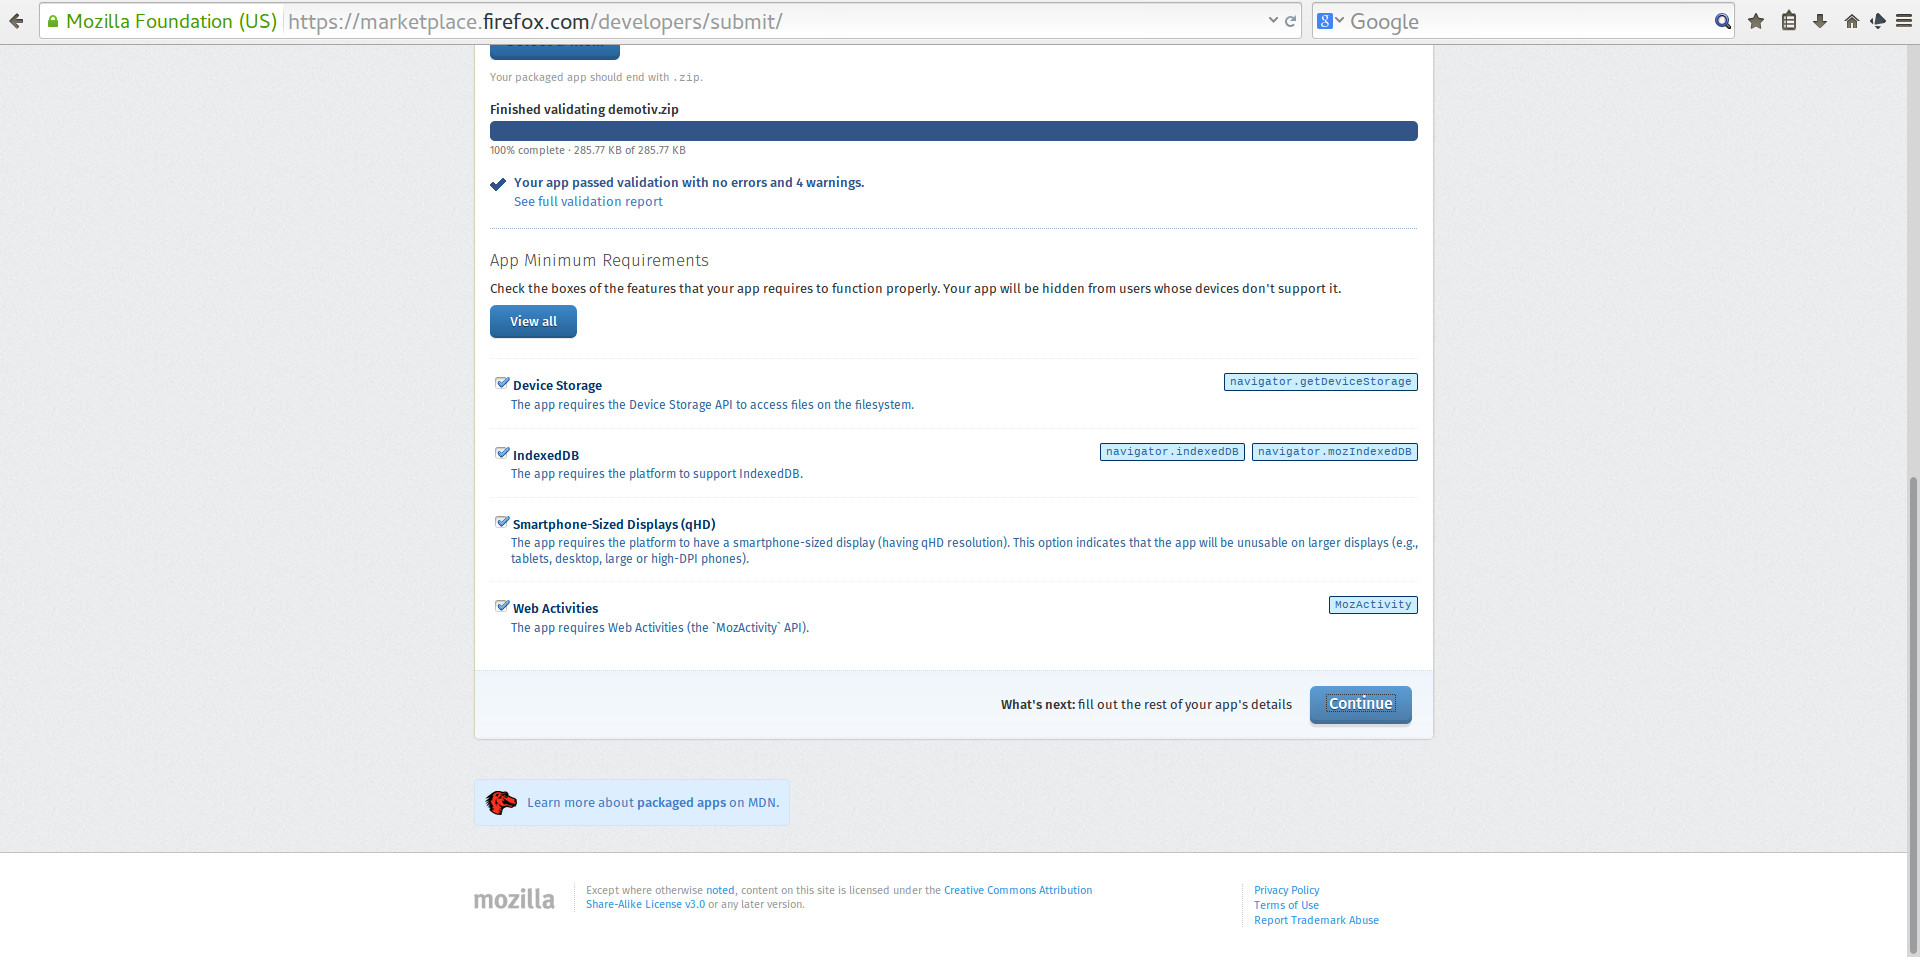 Mozilla Foundation (US) https://marketplace.firefox.com/developers/submit/ Google
Your packaged app should end with .zip.
Finished validating demotiv.zip
100% complete · 285.77 KB of 285.77 KB
Your app passed validation with no errors and 4 warnings.
See full validation report
App Minimum Requirements
Check the boxes of the features that your app requires to function properly. Your app will be hidden from users whose devices don't support it.
View all
Device Storage navigator.getDeviceStorage
The app requires the Device Storage API to access files on the filesystem.
IndexedDB navigator.indexedDB navigator.mozIndexedDB
The app requires the platform to support IndexedDB.
Smartphone-Sized Displays (qHD)
The app requires the platform to have a smartphone-sized display (having qHD resolution). This option indicates that the app will be unusable on larger displays (e.g.,
tablets, desktop, large or high-DPI phones).
Web Activities MozActivity
The app requires Web Activities (the `MozActivity` API).
What's next: fill out the rest of your app's details Continue
Learn more about packaged apps on MDN.
mozilla
Except where otherwise noted, content on this site is licensed under the Creative Commons Attribution
Share-Alike License v3.0 or any later version.
Privacy Policy
Terms of Use
Report Trademark Abuse